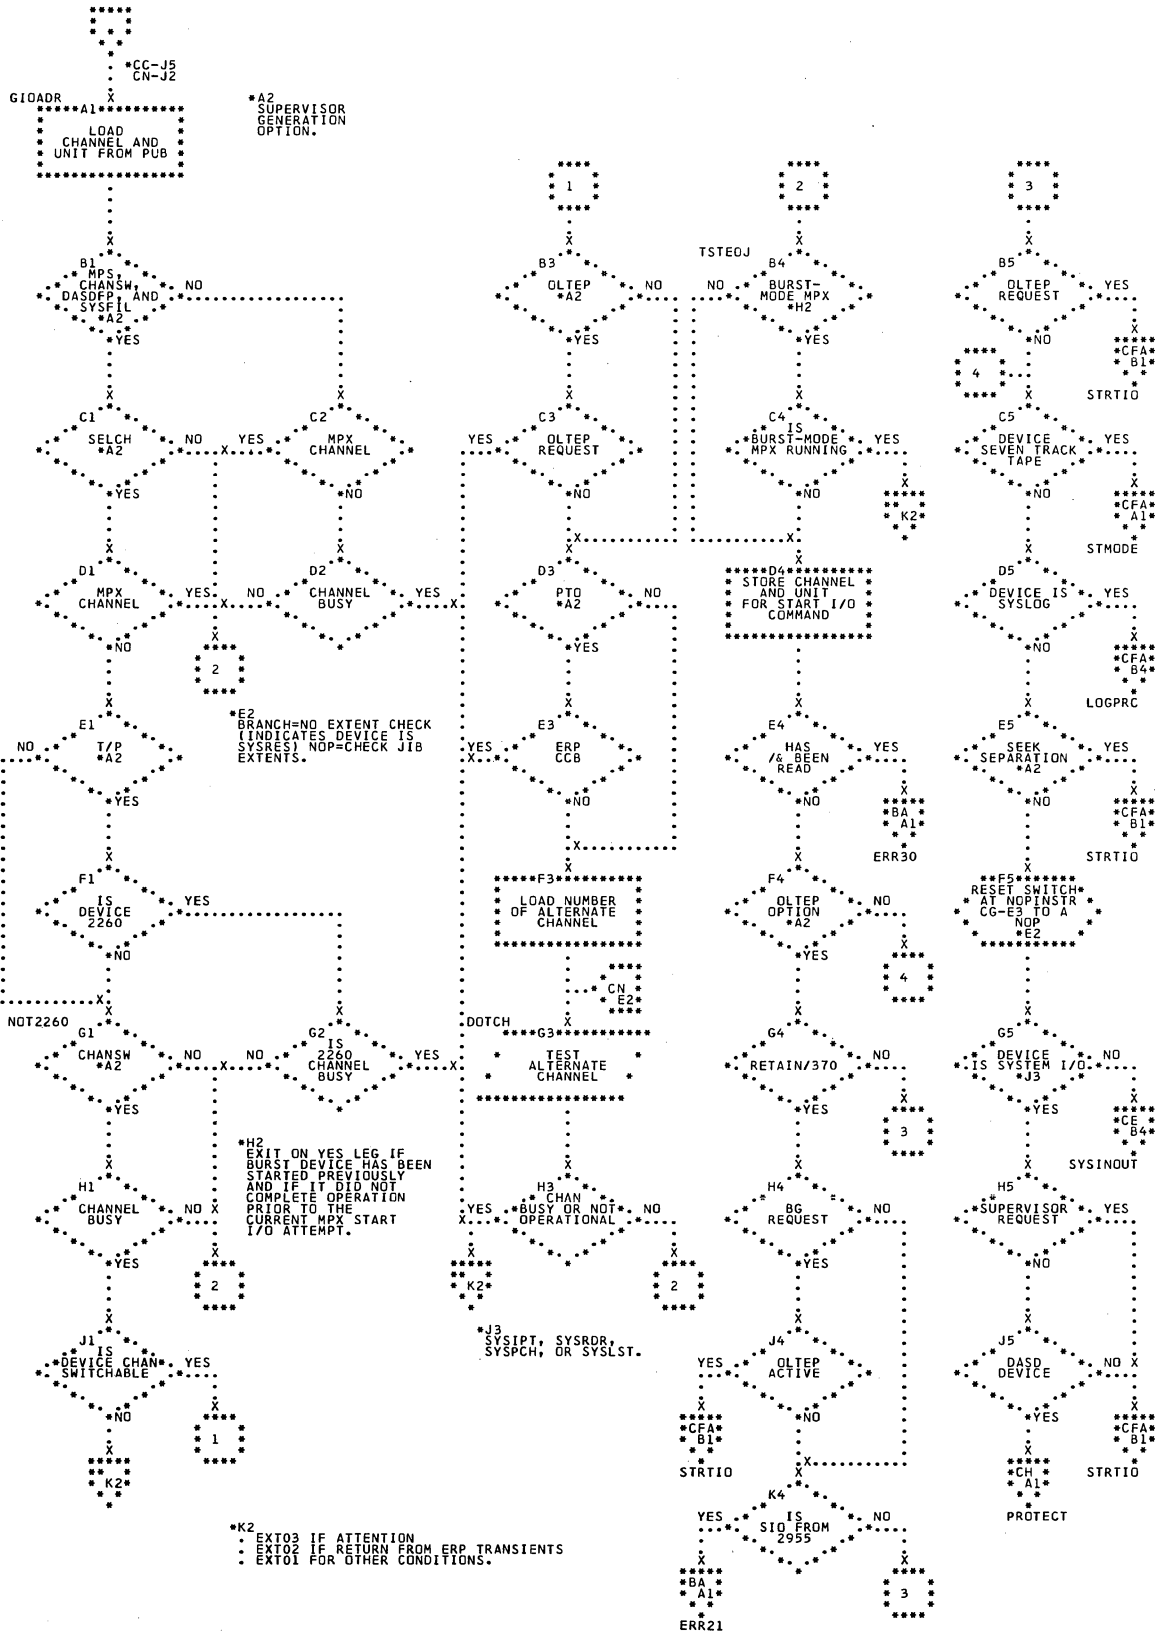 *CC-J5
CN-J2
GIOADR
A1
LOAD
CHANNEL AND
UNIT FROM PUB
*A2
SUPERVISOR
GENERATION
OPTION.
1
2
3
B1
MPS,
CHANSW,
DASDFP, AND
SYSFIL
*A2
NO
YES
B3
OLTEP
*A2
NO
YES
TSTEOJ
B4
BURST-
MODE MPX
*H2
NO
YES
B5
OLTEP
REQUEST
YES
NO
CFA
B1
STRTIO
4
C1
SELCH
*A2
NO
YES
C2
MPX
CHANNEL
YES
NO
C3
OLTEP
REQUEST
YES
NO
C4
IS
BURST-MODE
MPX RUNNING
YES
NO
K2
C5
DEVICE
SEVEN TRACK
TAPE
YES
NO
CFA
A1
STMODE
D1
MPX
CHANNEL
YES
NO
D2
CHANNEL
BUSY
NO
YES
2
D3
PTO
*A2
NO
YES
D4
STORE CHANNEL
AND UNIT
FOR START I/O
COMMAND
D5
DEVICE IS
SYSLOG
YES
NO
CFA
B4
LOGPRC
*E2
BRANCH=NO EXTENT CHECK
(INDICATES DEVICE IS
SYSRES) NOP=CHECK JIB
EXTENTS.
E1
T/P
*A2
NO
YES
E3
ERP
CCB
YES
NO
E4
HAS
/& BEEN
READ
YES
NO
BA
A1
ERR30
E5
SEEK
SEPARATION
*A2
YES
NO
CFA
B1
STRTIO
F1
IS
DEVICE
2260
YES
NO
F3
LOAD NUMBER
OF ALTERNATE
CHANNEL
CN
E2
F4
OLTEP
OPTION
*A2
NO
YES
4
F5
RESET SWITCH
AT NOPINSTR
CG-E3 TO A
NOP
*E2
NOT2260
G1
CHANSW
*A2
NO
YES
G2
IS
2260
CHANNEL
BUSY
NO
YES
DOTCH
G3
TEST
ALTERNATE
CHANNEL
G4
RETAIN/370
NO
YES
3
G5
DEVICE
IS SYSTEM I/O
*J3
NO
YES
CE
B4
SYSINOUT
*H2
EXIT ON YES LEG IF
BURST DEVICE HAS BEEN
STARTED PREVIOUSLY
AND IF IT DID NOT
COMPLETE OPERATION
PRIOR TO THE
CURRENT MPX START
I/O ATTEMPT.
H1
CHANNEL
BUSY
NO
YES
2
H3
CHAN
BUSY OR NOT
OPERATIONAL
YES
NO
K2
2
H4
BG
REQUEST
NO
YES
H5
SUPERVISOR
REQUEST
YES
NO
*J3
SYSIPT, SYSRDR,
SYSPCH, OR SYSLST.
J1
IS
DEVICE CHAN
SWITCHABLE
YES
NO
1
K2
J4
OLTEP
ACTIVE
YES
NO
CFA
B1
STRTIO
J5
DASD
DEVICE
NO
YES
CFA
B1
STRTIO
CH
A1
PROTECT
*K2
. EXT03 IF ATTENTION
. EXT02 IF RETURN FROM ERP TRANSIENTS
. EXT01 FOR OTHER CONDITIONS.
K4
IS
SIO FROM
2955
YES
NO
BA
A1
ERR21
3